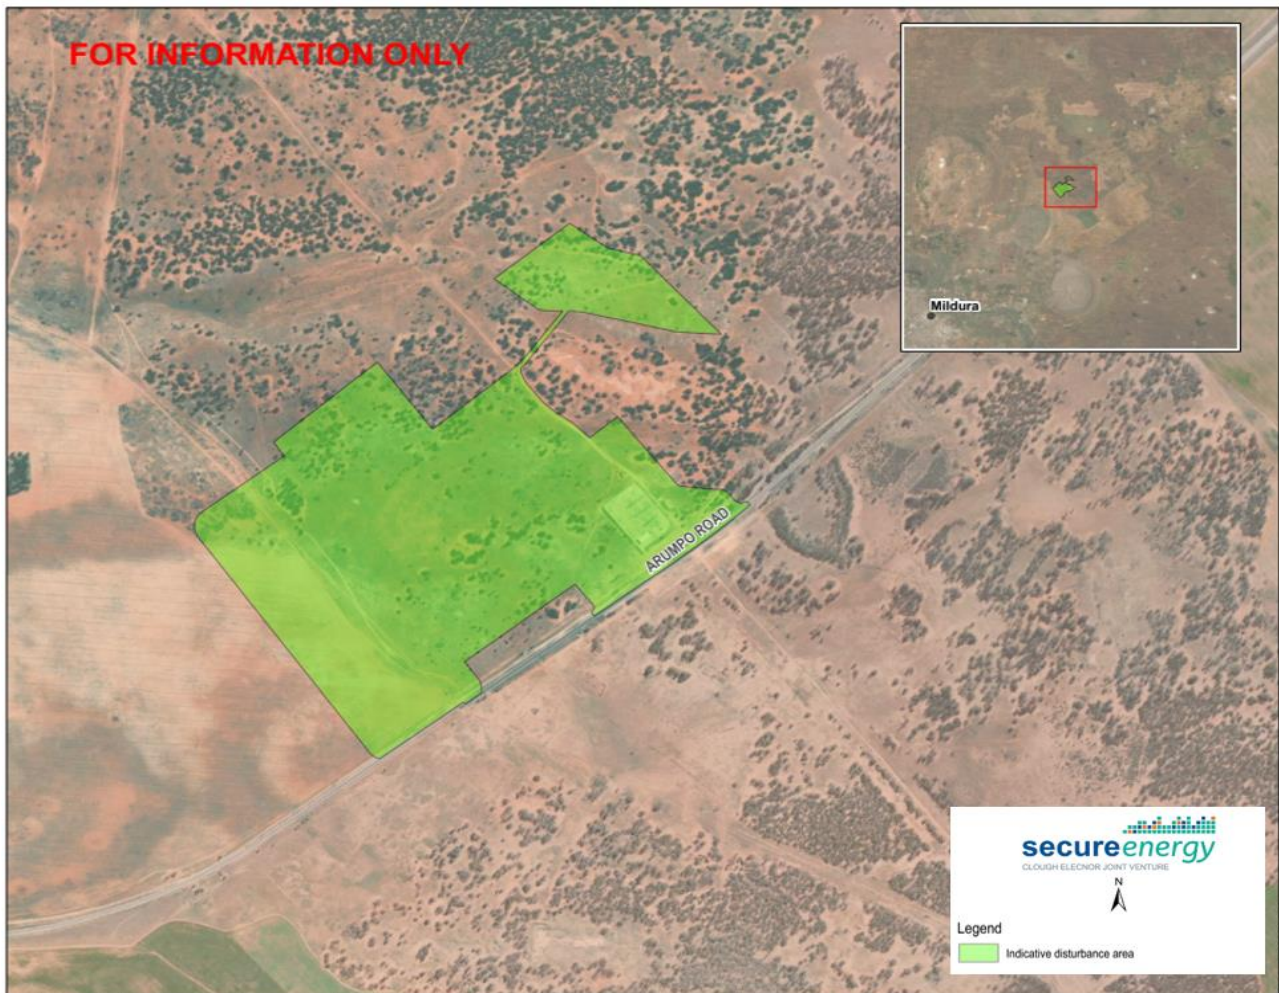 FOR INFORMATION ONLY
Mildura
ARUMPO ROAD
secureenergy
CLOUGH ELECNOR JOINT VENTURE
N
Legend
Indicative disturbance area